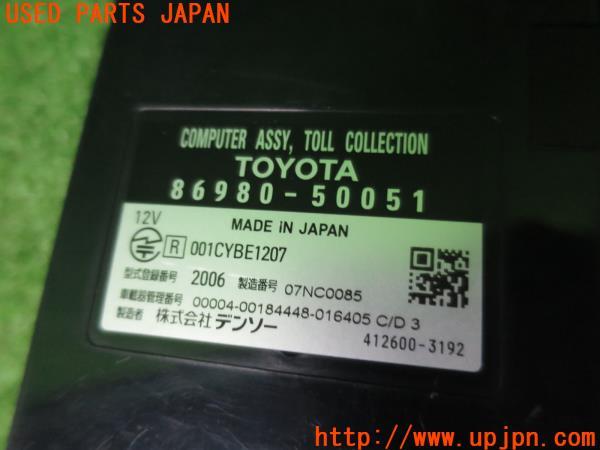 USED PARTS JAPAN
COMPUTER ASSY, TOLL COLLECTION
TOYOTA
86980-50051
12V MADE iN JAPAN
R 001CYBE1207
型式登録番号 2006 製造番号 07NC0085
車載器管理番号 00004-00184448-016405 C/D 3
製造者 株式会社デンソー
412600-3192
www.upjpn.com